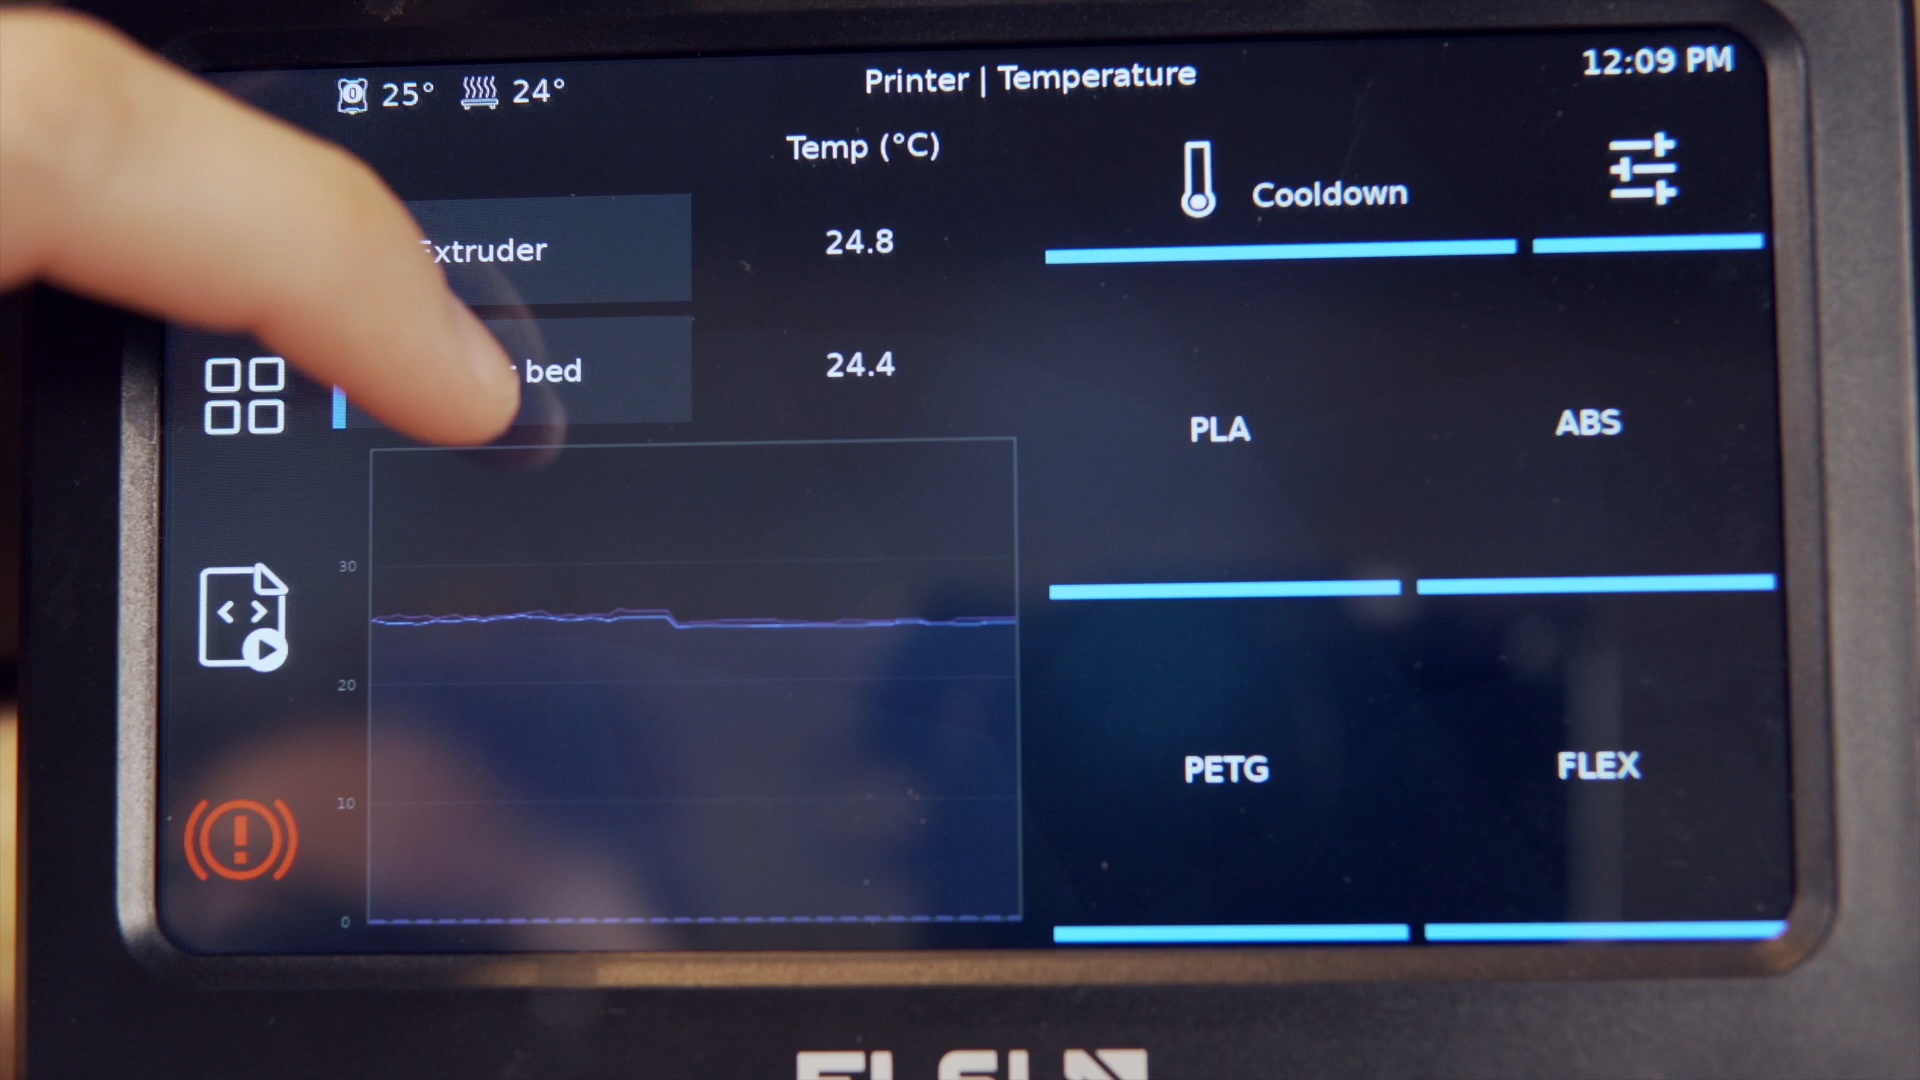 25° 24° Printer | Temperature 12:09 PM
Temp (°C)
Cooldown
Extruder 24.8
bed 24.4
PLA ABS
PETG FLEX
30
20
10
0